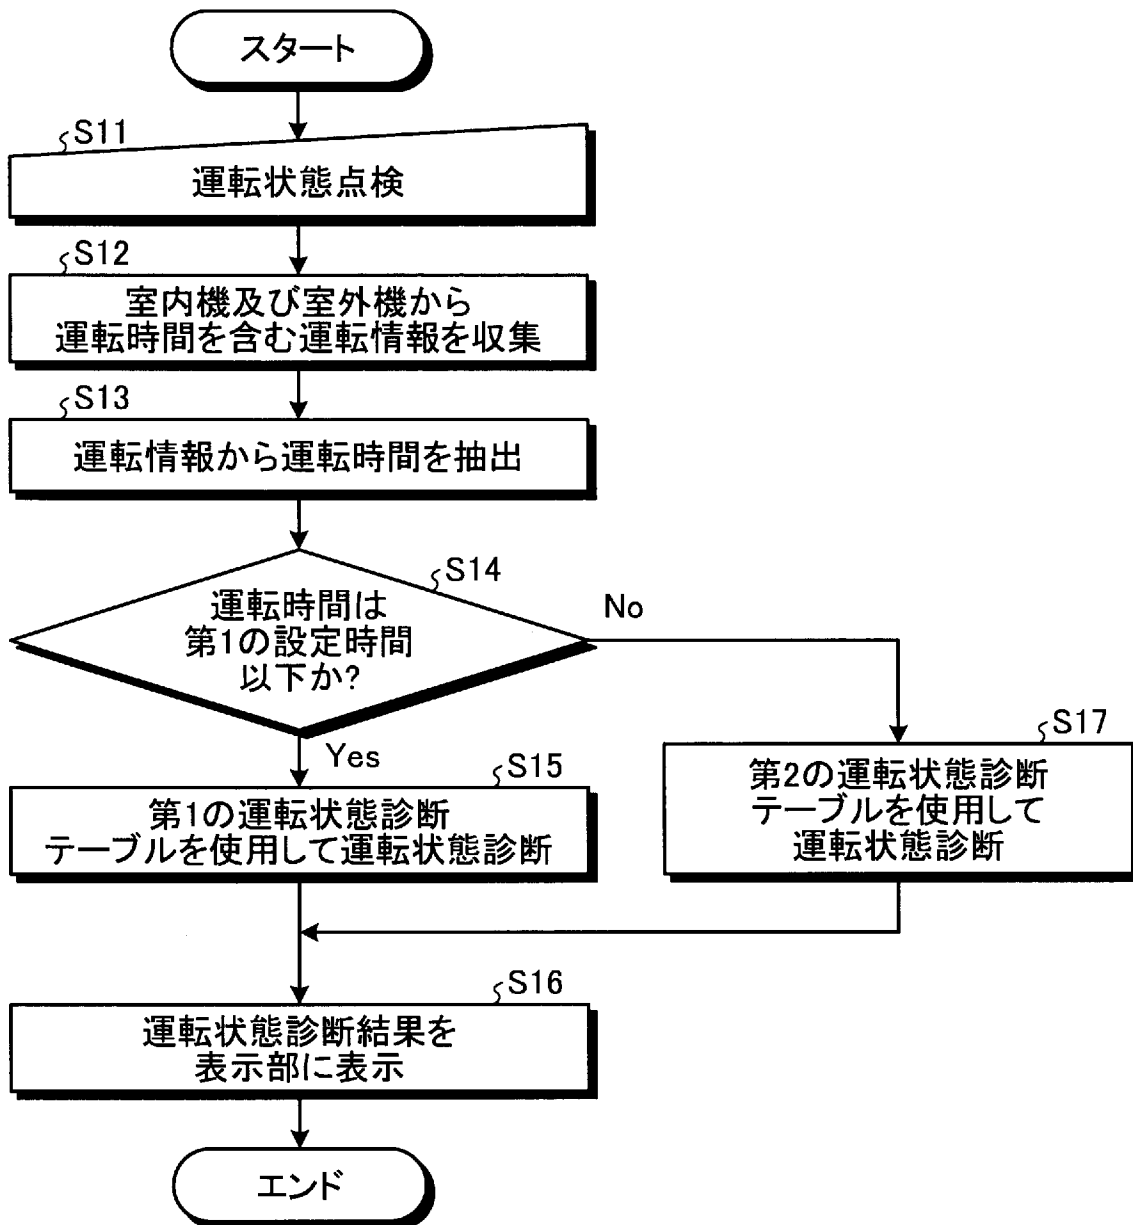 スタート
S11
運転状態点検
S12
室内機及び室外機から
運転時間を含む運転情報を収集
S13
運転情報から運転時間を抽出
S14
運転時間は
第1の設定時間
以下か?
No
Yes
S15
第1の運転状態診断
テーブルを使用して運転状態診断
S17
第2の運転状態診断
テーブルを使用して
運転状態診断
S16
運転状態診断結果を
表示部に表示
エンド